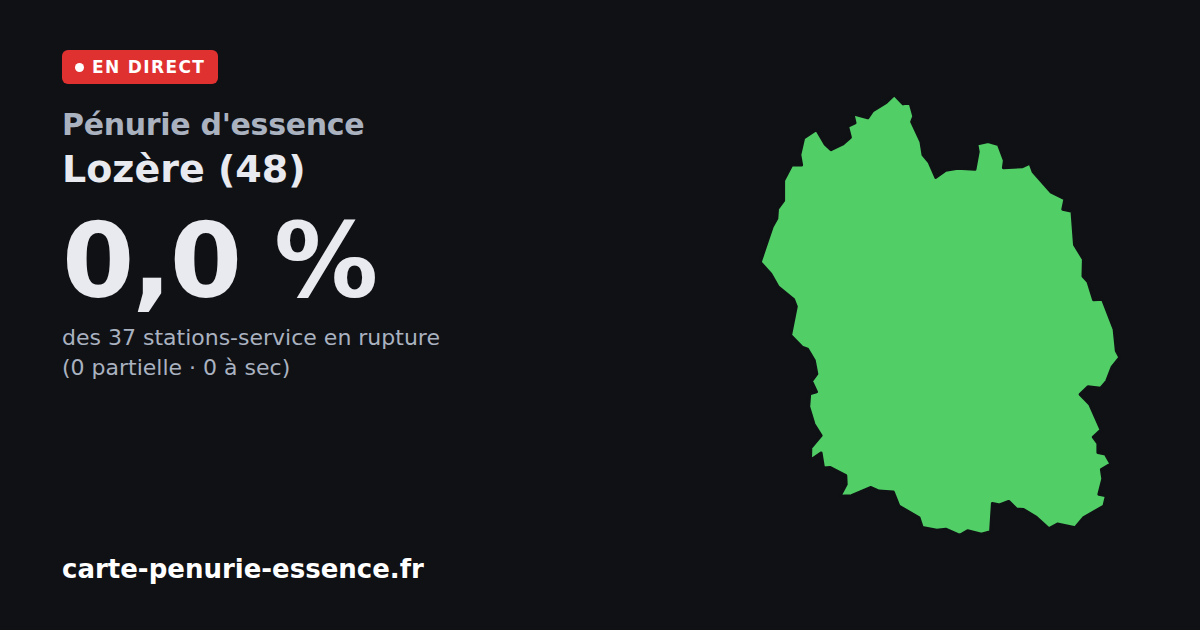 EN DIRECT
Pénurie d'essence
Lozère (48)
0,0 %
des 37 stations-service en rupture
(0 partielle · 0 à sec)
carte-penurie-essence.fr